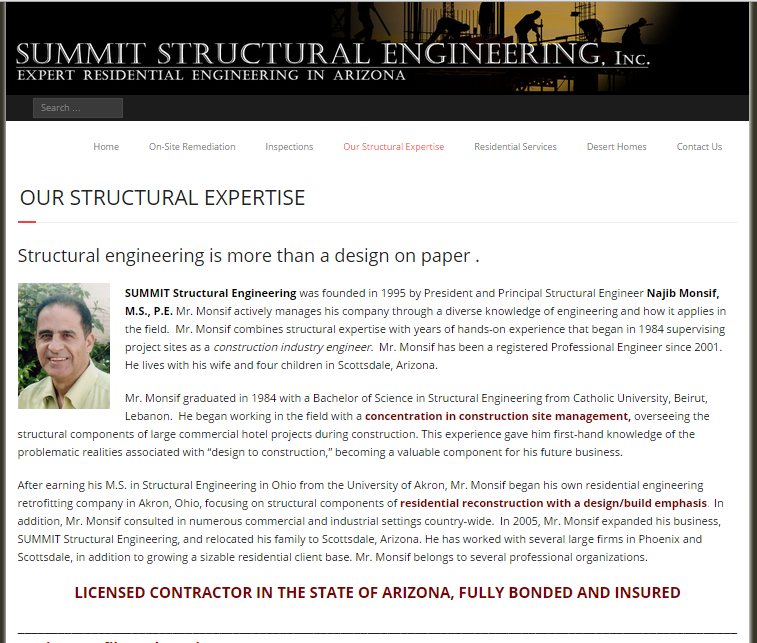 SUMMIT STRUCTURAL ENGINEERING, INC.
EXPERT RESIDENTIAL ENGINEERING IN ARIZONA
Search ...
Home On-Site Remediation Inspections Our Structural Expertise Residential Services Desert Homes Contact Us
OUR STRUCTURAL EXPERTISE
Structural engineering is more than a design on paper .
SUMMIT Structural Engineering was founded in 1995 by President and Principal Structural Engineer Najib Monsif,
M.S., P.E. Mr. Monsif actively manages his company through a diverse knowledge of engineering and how it applies in
the field. Mr. Monsif combines structural expertise with years of hands-on experience that began in 1984 supervising
project sites as a construction industry engineer. Mr. Monsif has been a registered Professional Engineer since 2001.
He lives with his wife and four children in Scottsdale, Arizona.
Mr. Monsif graduated in 1984 with a Bachelor of Science in Structural Engineering from Catholic University, Beirut,
Lebanon. He began working in the field with a concentration in construction site management, overseeing the
structural components of large commercial hotel projects during construction. This experience gave him first-hand knowledge of the
problematic realities associated with “design to construction,” becoming a valuable component for his future business.
After earning his M.S. in Structural Engineering in Ohio from the University of Akron, Mr. Monsif began his own residential engineering
retrofitting company in Akron, Ohio, focusing on structural components of residential reconstruction with a design/build emphasis. In
addition, Mr. Monsif consulted in numerous commercial and industrial settings country-wide. In 2005, Mr. Monsif expanded his business,
SUMMIT Structural Engineering, and relocated his family to Scottsdale, Arizona. He has worked with several large firms in Phoenix and
Scottsdale, in addition to growing a sizable residential client base. Mr. Monsif belongs to several professional organizations.
LICENSED CONTRACTOR IN THE STATE OF ARIZONA, FULLY BONDED AND INSURED